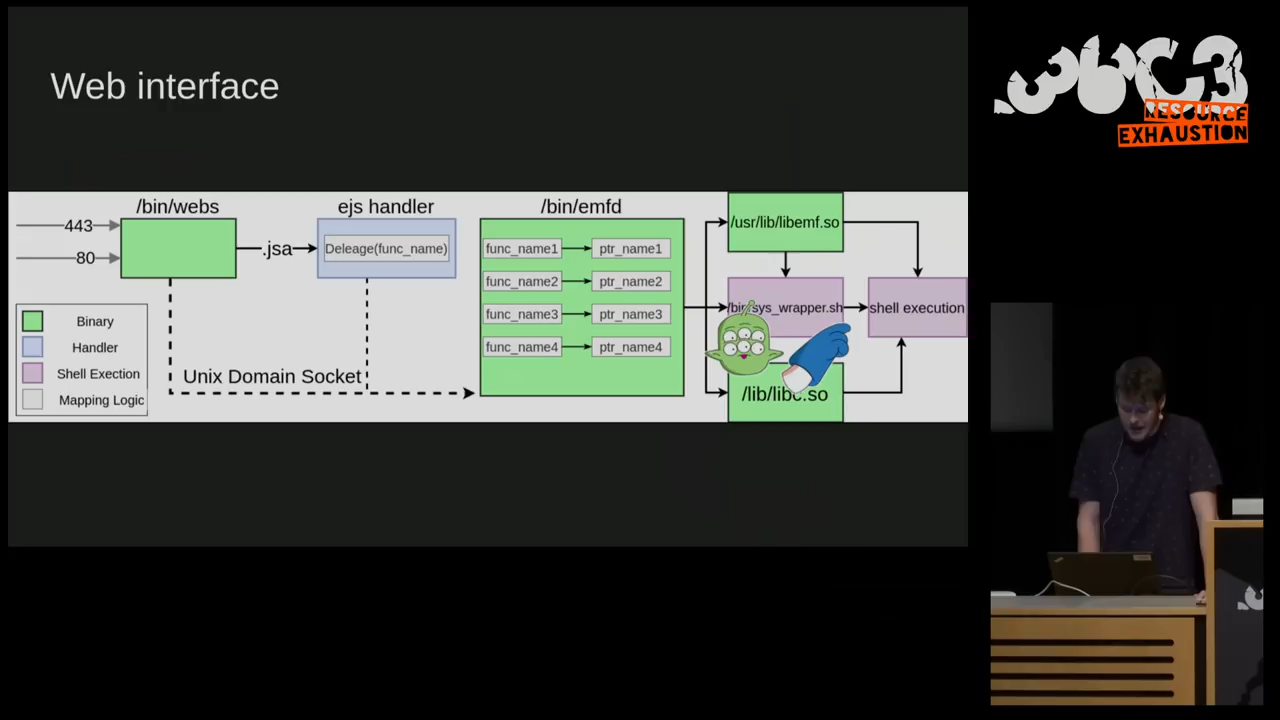 Web interface
36C3
RESOURCE
EXHAUSTION
/bin/webs
ejs handler
/bin/emfd
443
80
.jsa
Deleage(func_name)
func_name1
ptr_name1
func_name2
ptr_name2
func_name3
ptr_name3
func_name4
ptr_name4
/usr/lib/libemf.so
/bin/sys_wrapper.sh
shell execution
/lib/libc.so
Binary
Handler
Shell Exection
Mapping Logic
Unix Domain Socket